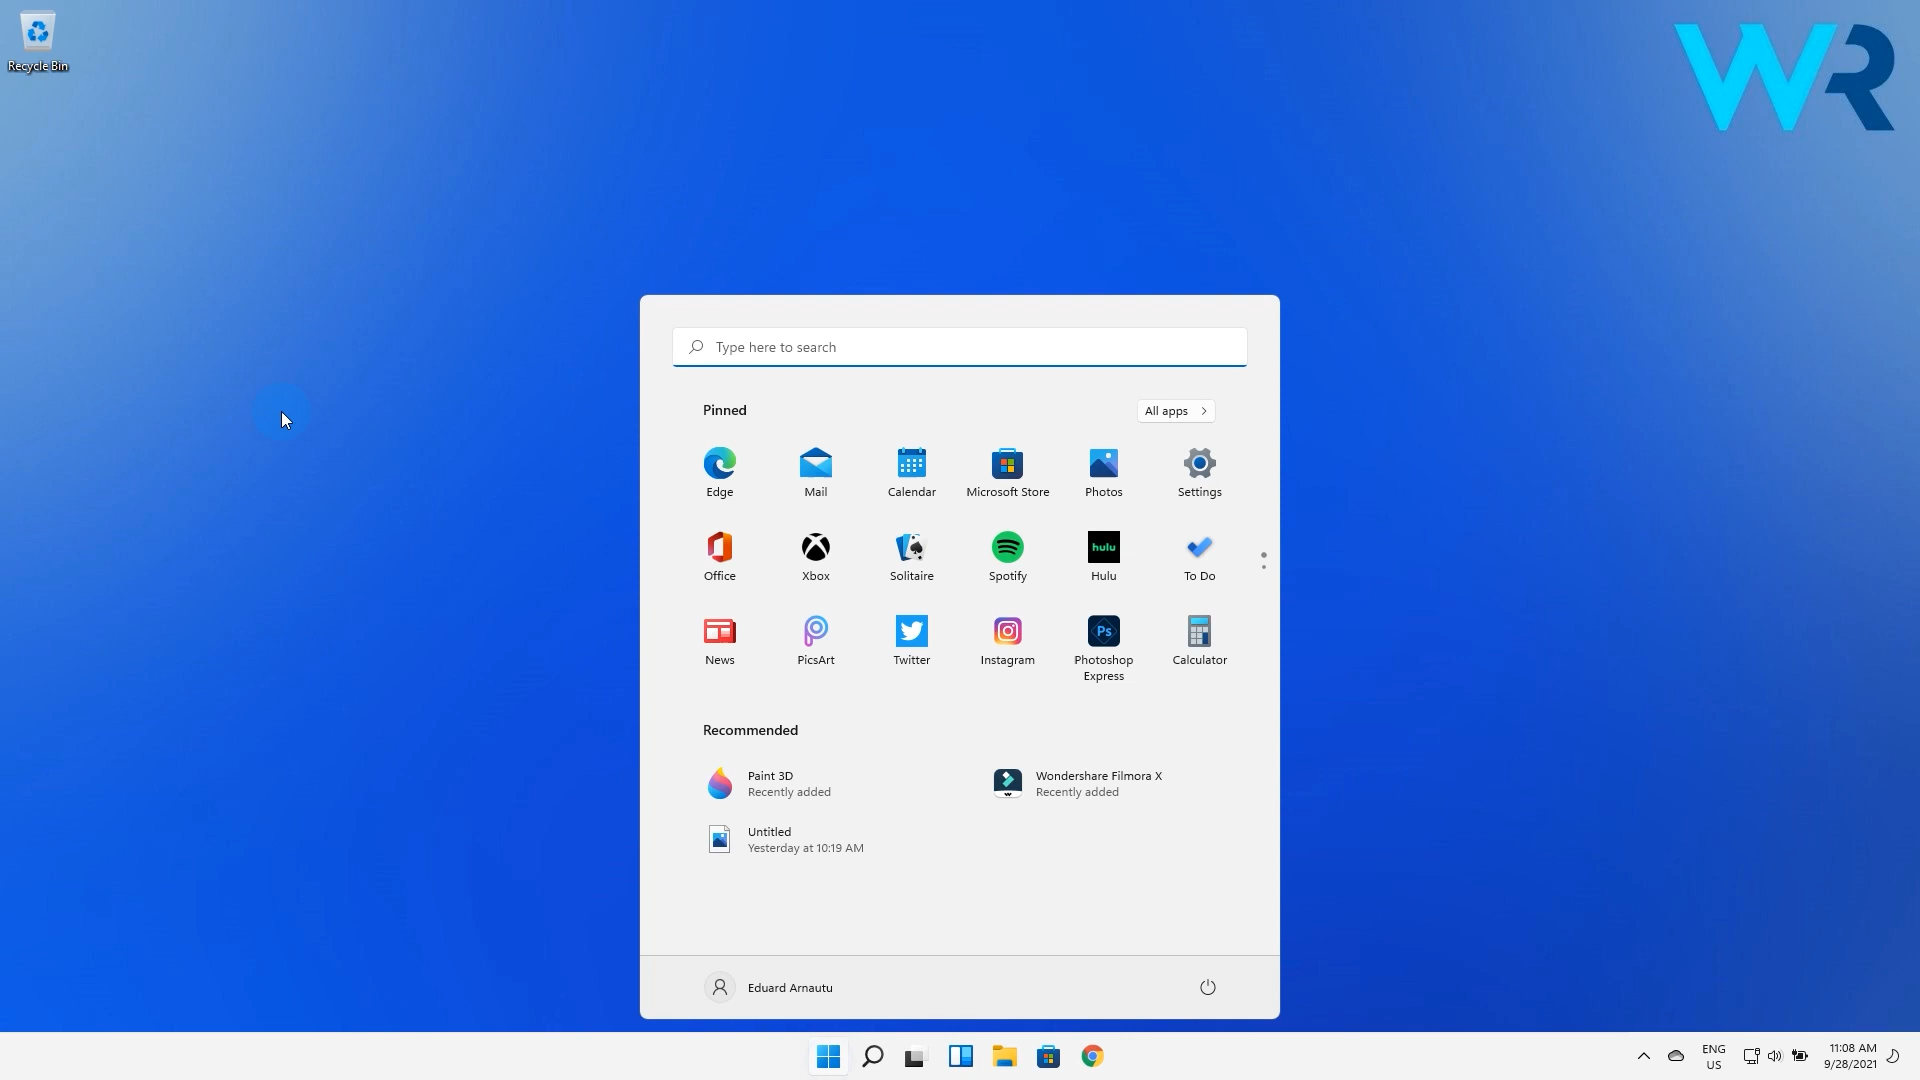 Recycle Bin
WR
Type here to search
Pinned
All apps
Edge
Mail
Calendar
Microsoft Store
Photos
Settings
Office
Xbox
Solitaire
Spotify
hulu
Hulu
To Do
News
PicsArt
Twitter
Instagram
Ps
Photoshop
Express
Calculator
Recommended
Paint 3D
Recently added
Wondershare Filmora X
Recently added
Untitled
Yesterday at 10:19 AM
Eduard Arnautu
ENG
US
11:08 AM
9/28/2021